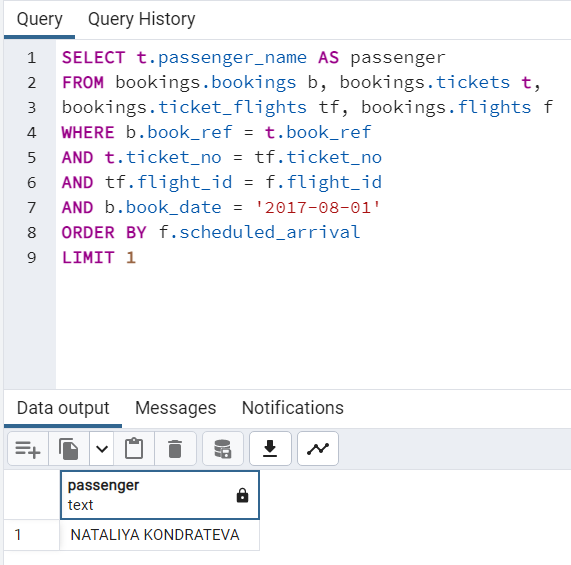 Query Query History
1 SELECT t.passenger_name AS passenger
2 FROM bookings.bookings b, bookings.tickets t,
3 bookings.ticket_flights tf, bookings.flights f
4 WHERE b.book_ref = t.book_ref
5 AND t.ticket_no = tf.ticket_no
6 AND tf.flight_id = f.flight_id
7 AND b.book_date = '2017-08-01'
8 ORDER BY f.scheduled_arrival
9 LIMIT 1
Data output Messages Notifications
passenger
text
1 NATALIYA KONDRATEVA